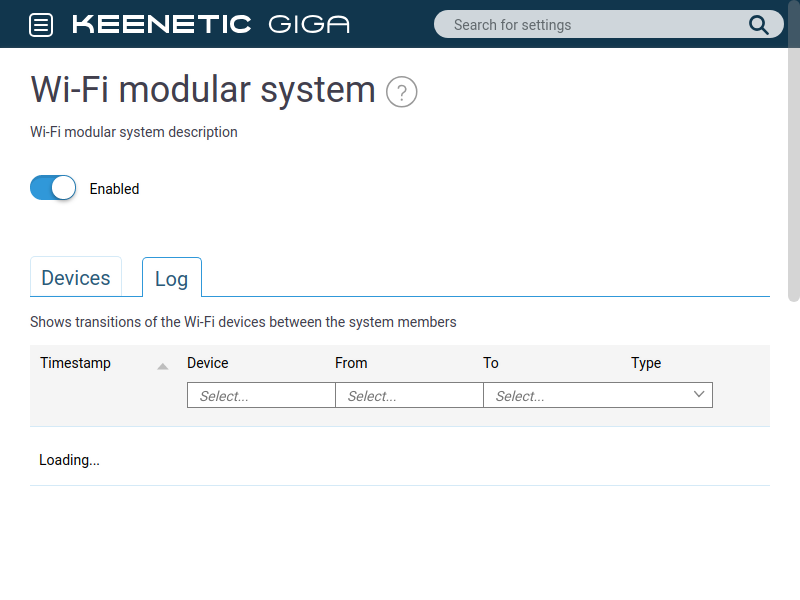 KEENETIC GIGA
Search for settings
Wi-Fi modular system ?
Wi-Fi modular system description
Enabled
Devices
Log
Shows transitions of the Wi-Fi devices between the system members
Timestamp Device From To Type
Select... Select... Select...
Loading...